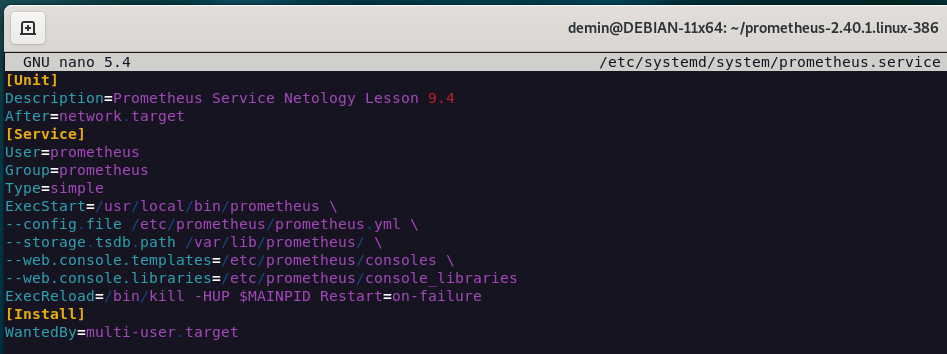 demin@DEBIAN-11x64: ~/prometheus-2.40.1.linux-386
GNU nano 5.4 /etc/systemd/system/prometheus.service
[Unit]
Description=Prometheus Service Netology Lesson 9.4
After=network.target
[Service]
User=prometheus
Group=prometheus
Type=simple
ExecStart=/usr/local/bin/prometheus \
--config.file /etc/prometheus/prometheus.yml \
--storage.tsdb.path /var/lib/prometheus/ \
--web.console.templates=/etc/prometheus/consoles \
--web.console.libraries=/etc/prometheus/console_libraries
ExecReload=/bin/kill -HUP $MAINPID Restart=on-failure
[Install]
WantedBy=multi-user.target